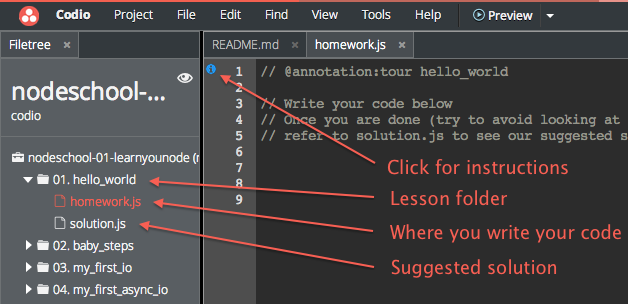 Codio Project File Edit Find View Tools Help Preview
Filetree × README.md × homework.js ×
nodeschool-...
codio
nodeschool-01-learnyounode (r
01. hello_world
homework.js
solution.js
02. baby_steps
03. my_first_io
04. my_first_async_io
1 // @annotation:tour hello_world
2
3 // Write your code below
4 // Once you are done (try to avoid looking at
5 // refer to solution.js to see our suggested s
6
7
8
9
Click for instructions
Lesson folder
Where you write your code
Suggested solution